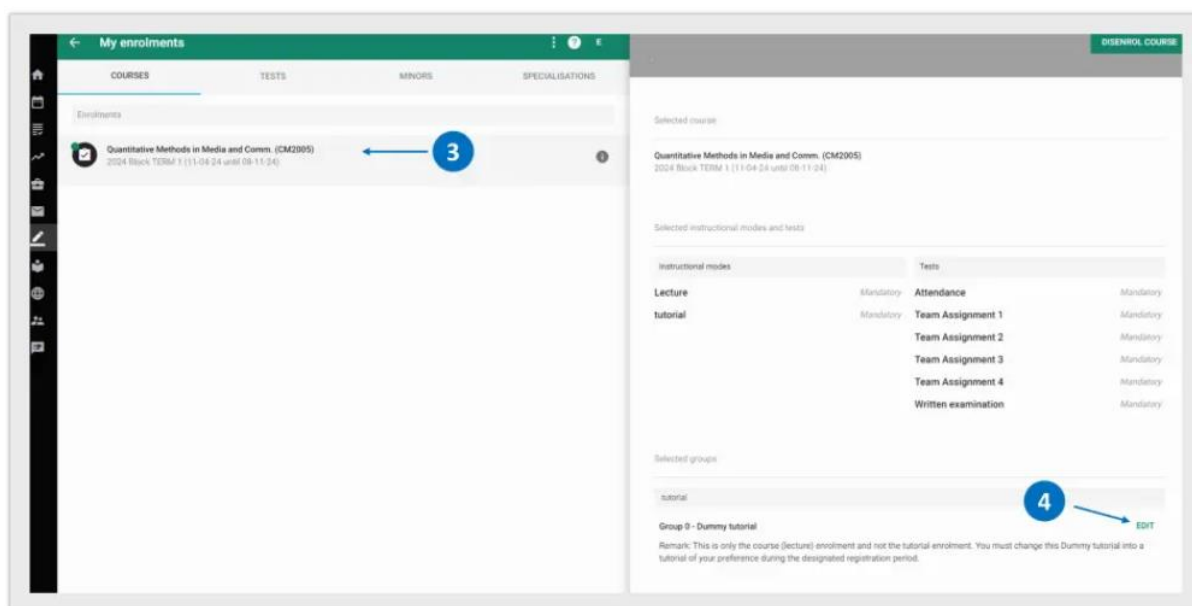 My enrolments
E
DISENROL COURSE
COURSES TESTS MINORS SPECIALISATIONS
Enrolments
Quantitative Methods in Media and Comm. (CM2005)
2024 Block TERM 1 (11-04-24 until 08-11-24)
3
Selected course
Quantitative Methods in Media and Comm. (CM2005)
2024 Block TERM 1 (11-04-24 until 08-11-24)
Selected instructional modes and tests
Instructional modes Tests
Lecture Mandatory Attendance Mandatory
tutorial Mandatory Team Assignment 1 Mandatory
Team Assignment 2 Mandatory
Team Assignment 3 Mandatory
Team Assignment 4 Mandatory
Written examination Mandatory
Selected groups
tutorial
4
Group 0 - Dummy tutorial EDIT
Remark: This is only the course (lecture) enrolment and not the tutorial enrolment. You must change this Dummy tutorial into a
tutorial of your preference during the designated registration period.